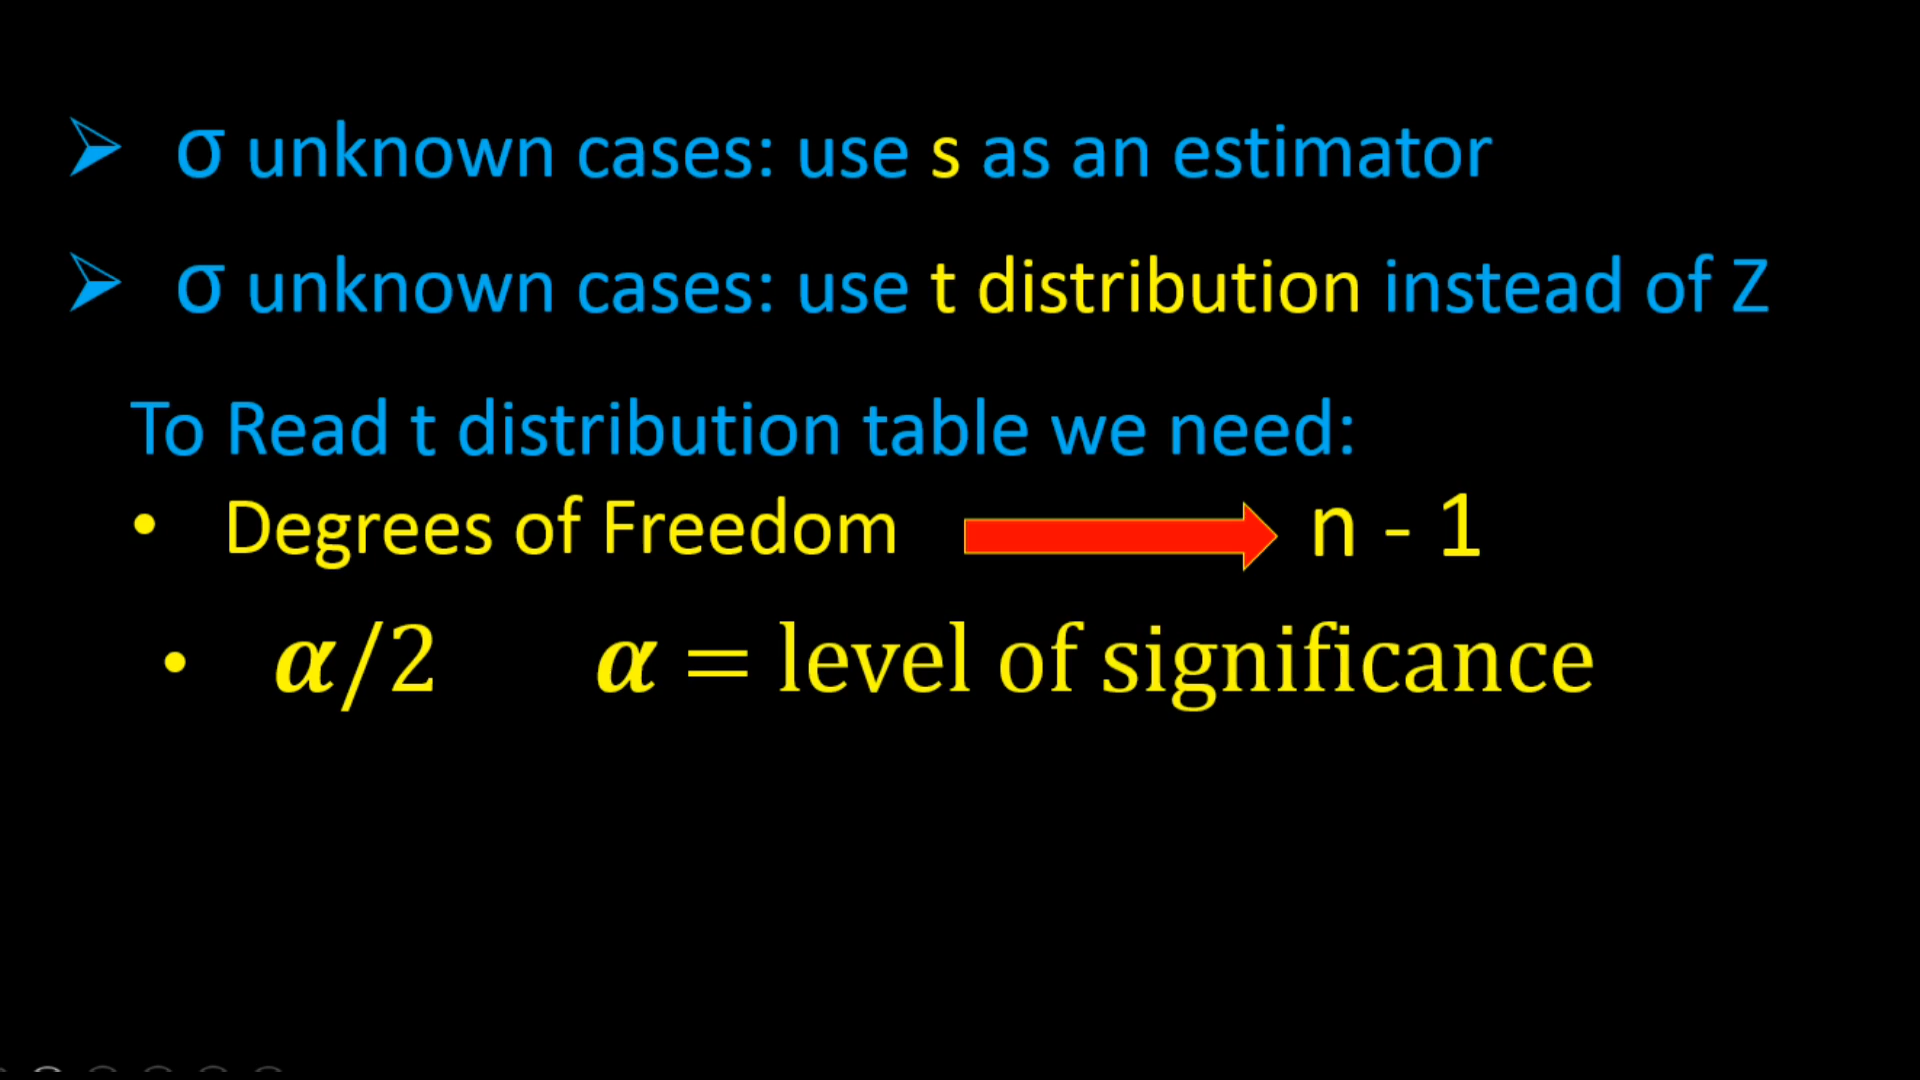 ➢ σ unknown cases: use s as an estimator
➢ σ unknown cases: use t distribution instead of Z
To Read t distribution table we need:
• Degrees of Freedom n - 1
• α/2 α = level of significance